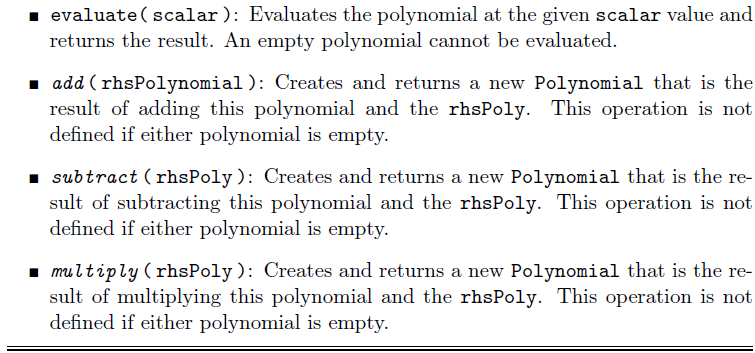 ■ evaluate( scalar ): Evaluates the polynomial at the given scalar value and
returns the result. An empty polynomial cannot be evaluated.
■ add( rhsPolynomial ): Creates and returns a new Polynomial that is the
result of adding this polynomial and the rhsPoly. This operation is not
defined if either polynomial is empty.
■ subtract( rhsPoly ): Creates and returns a new Polynomial that is the re-
sult of subtracting this polynomial and the rhsPoly. This operation is not
defined if either polynomial is empty.
■ multiply( rhsPoly ): Creates and returns a new Polynomial that is the re-
sult of multiplying this polynomial and the rhsPoly. This operation is not
defined if either polynomial is empty.